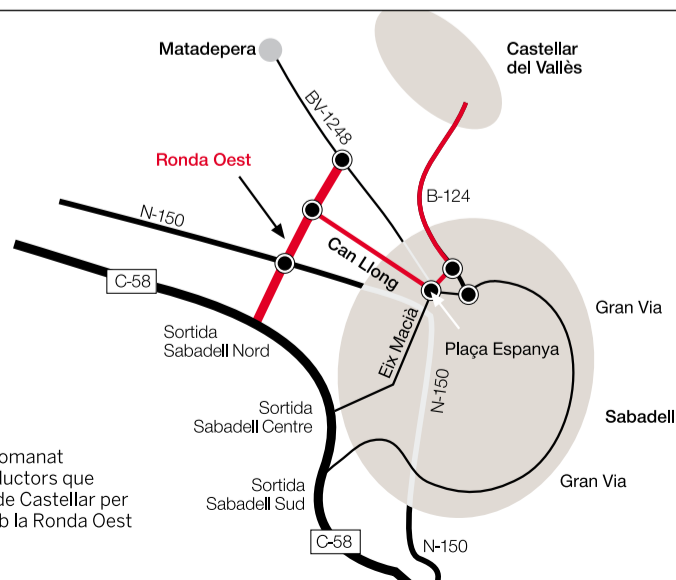 Matadepera
Castellar
del Vallès
BV-1248
Ronda Oest
B-124
N-150
Can Llong
C-58
Gran Via
Sortida
Sabadell Nord
Eix Macià
Plaça Espanya
N-150
Sortida
Sabadell Centre
Sabadell
Sortida
Sabadell Sud
Gran Via
omanat
ductors que
de Castellar per
b la Ronda Oest
C-58
N-150